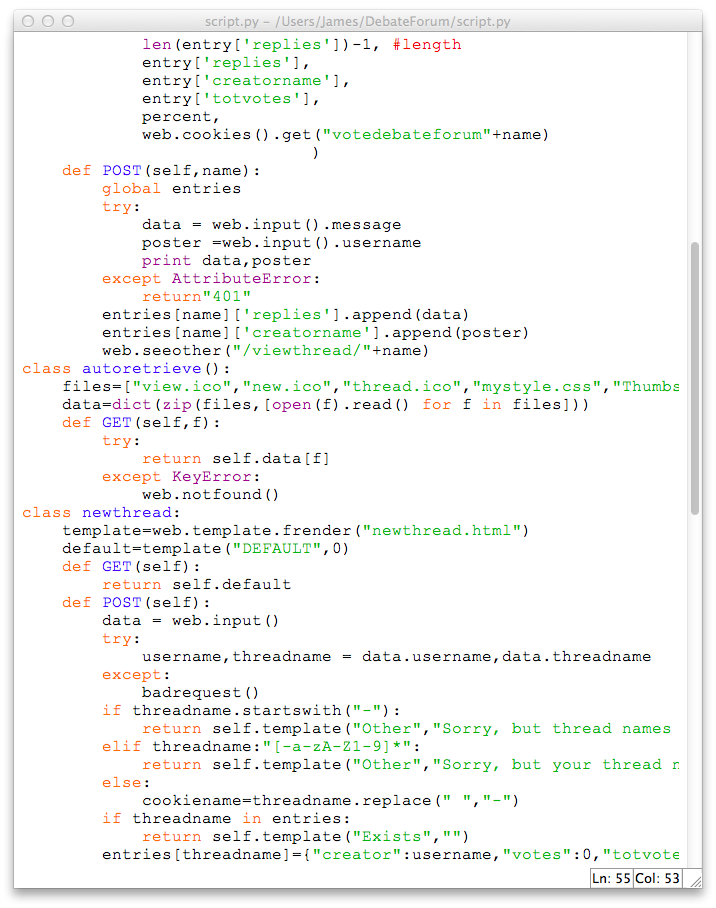 script.py – /Users/James/DebateForum/script.py
len(entry['replies'])-1, #length
entry['replies'],
entry['creatorname'],
entry['totvotes'],
percent,
web.cookies().get("votedebateforum"+name)
)
def POST(self,name):
global entries
try:
data = web.input().message
poster =web.input().username
print data,poster
except AttributeError:
return"401"
entries[name]['replies'].append(data)
entries[name]['creatorname'].append(poster)
web.seeother("/viewthread/"+name)
class autoretrieve():
files=["view.ico","new.ico","thread.ico","mystyle.css","Thumbs
data=dict(zip(files,[open(f).read() for f in files]))
def GET(self,f):
try:
return self.data[f]
except KeyError:
web.notfound()
class newthread:
template=web.template.frender("newthread.html")
default=template("DEFAULT",0)
def GET(self):
return self.default
def POST(self):
data = web.input()
try:
username,threadname = data.username,data.threadname
except:
badrequest()
if threadname.startswith("-"):
return self.template("Other","Sorry, but thread names
elif threadname:"[-a-zA-Z1-9]*":
return self.template("Other","Sorry, but your thread n
else:
cookiename=threadname.replace(" ","-")
if threadname in entries:
return self.template("Exists","")
entries[threadname]={"creator":username,"votes":0,"totvote
Ln: 55 Col: 53